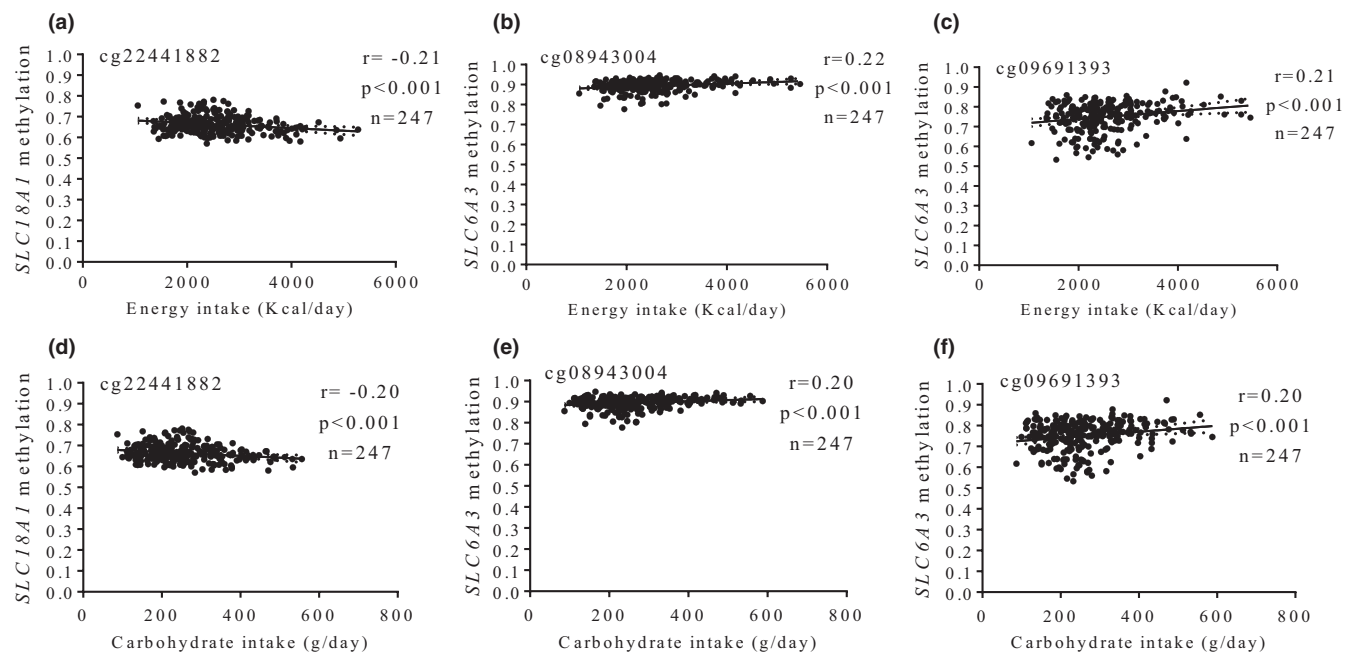 (a)
cg22441882
r= -0.21
p<0.001
n=247
SLC18A1 methylation
1.0
0.9
0.8
0.7
0.6
0.5
0.4
0.3
0.2
0.1
0.0
0
2000
4000
6000
Energy intake (Kcal/day)
(b)
cg08943004
r=0.22
p<0.001
n=247
SLC6A3 methylation
1.0
0.9
0.8
0.7
0.6
0.5
0.4
0.3
0.2
0.1
0.0
0
2000
4000
6000
Energy intake (Kcal/day)
(c)
cg09691393
r=0.21
p<0.001
n=247
SLC6A3 methylation
1.0
0.9
0.8
0.7
0.6
0.5
0.4
0.3
0.2
0.1
0.0
0
2000
4000
6000
Energy intake (Kcal/day)
(d)
cg22441882
r= -0.20
p<0.001
n=247
SLC18A1 methylation
1.0
0.9
0.8
0.7
0.6
0.5
0.4
0.3
0.2
0.1
0.0
0
200
400
600
800
Carbohydrate intake (g/day)
(e)
cg08943004
r=0.20
p<0.001
n=247
SLC6A3 methylation
1.0
0.9
0.8
0.7
0.6
0.5
0.4
0.3
0.2
0.1
0.0
0
200
400
600
800
Carbohydrate intake (g/day)
(f)
cg09691393
r=0.20
p<0.001
n=247
SLC6A3 methylation
1.0
0.9
0.8
0.7
0.6
0.5
0.4
0.3
0.2
0.1
0.0
0
200
400
600
800
Carbohydrate intake (g/day)